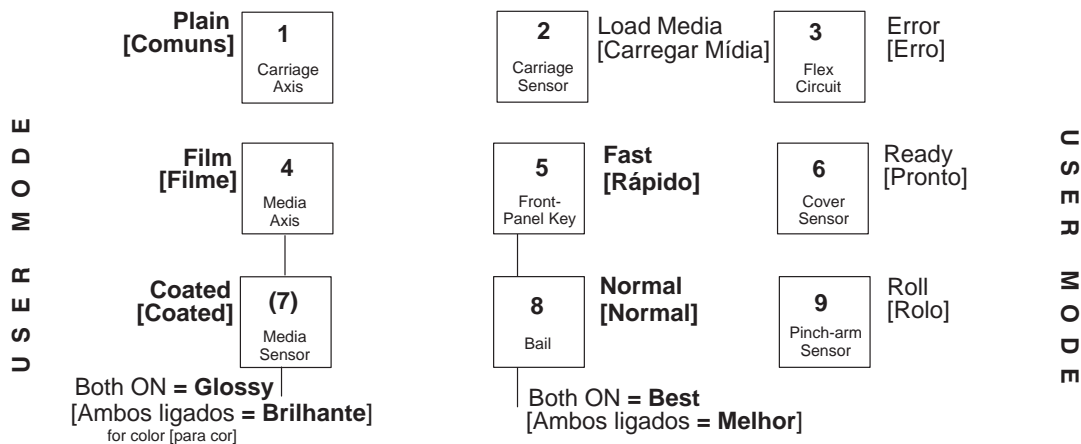 Plain
[Comuns]
1
Carriage
Axis
2
Carriage
Sensor
Load Media
[Carregar Mídia]
3
Flex
Circuit
Error
[Erro]
USER MODE
Film
[Filme]
4
Media
Axis
5
Front-
Panel Key
Fast
[Rápido]
6
Cover
Sensor
Ready
[Pronto]
USER MODE
Coated
[Coated]
(7)
Media
Sensor
8
Bail
Normal
[Normal]
9
Pinch-arm
Sensor
Roll
[Rolo]
Both ON = Glossy
[Ambos ligados = Brilhante]
for color [para cor]
Both ON = Best
[Ambos ligados = Melhor]